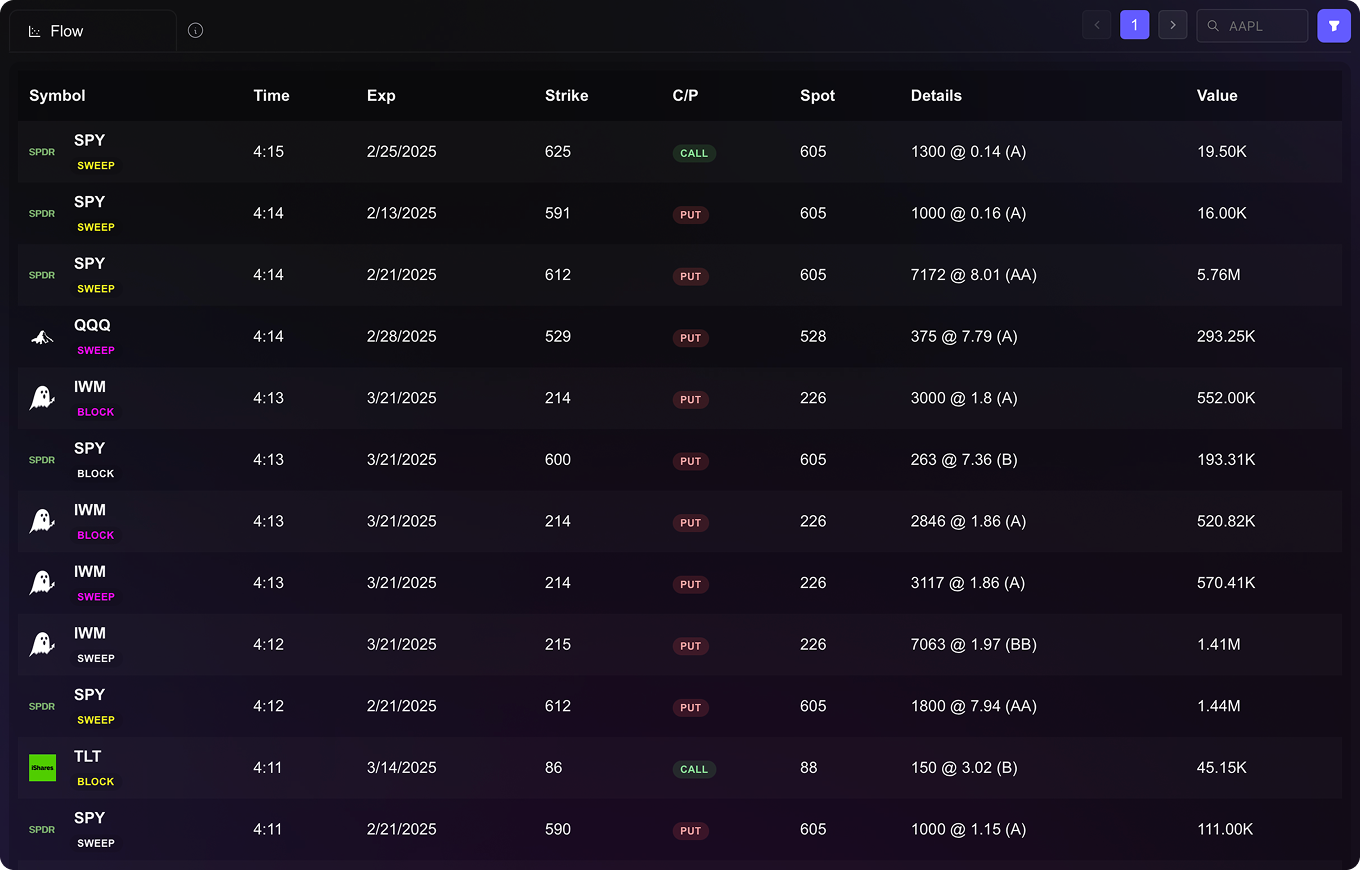 Flow
1
AAPL
Symbol Time Exp Strike C/P Spot Details Value
SPDR SPY SWEEP 4:15 2/25/2025 625 CALL 605 1300 @ 0.14 (A) 19.50K
SPDR SPY SWEEP 4:14 2/13/2025 591 PUT 605 1000 @ 0.16 (A) 16.00K
SPDR SPY SWEEP 4:14 2/21/2025 612 PUT 605 7172 @ 8.01 (AA) 5.76M
QQQ SWEEP 4:14 2/28/2025 529 PUT 528 375 @ 7.79 (A) 293.25K
IWM BLOCK 4:13 3/21/2025 214 PUT 226 3000 @ 1.8 (A) 552.00K
SPDR SPY BLOCK 4:13 3/21/2025 600 PUT 605 263 @ 7.36 (B) 193.31K
IWM BLOCK 4:13 3/21/2025 214 PUT 226 2846 @ 1.86 (A) 520.82K
IWM SWEEP 4:13 3/21/2025 214 PUT 226 3117 @ 1.86 (A) 570.41K
IWM SWEEP 4:12 3/21/2025 215 PUT 226 7063 @ 1.97 (BB) 1.41M
SPDR SPY SWEEP 4:12 2/21/2025 612 PUT 605 1800 @ 7.94 (AA) 1.44M
iShares TLT BLOCK 4:11 3/14/2025 86 CALL 88 150 @ 3.02 (B) 45.15K
SPDR SPY SWEEP 4:11 2/21/2025 590 PUT 605 1000 @ 1.15 (A) 111.00K